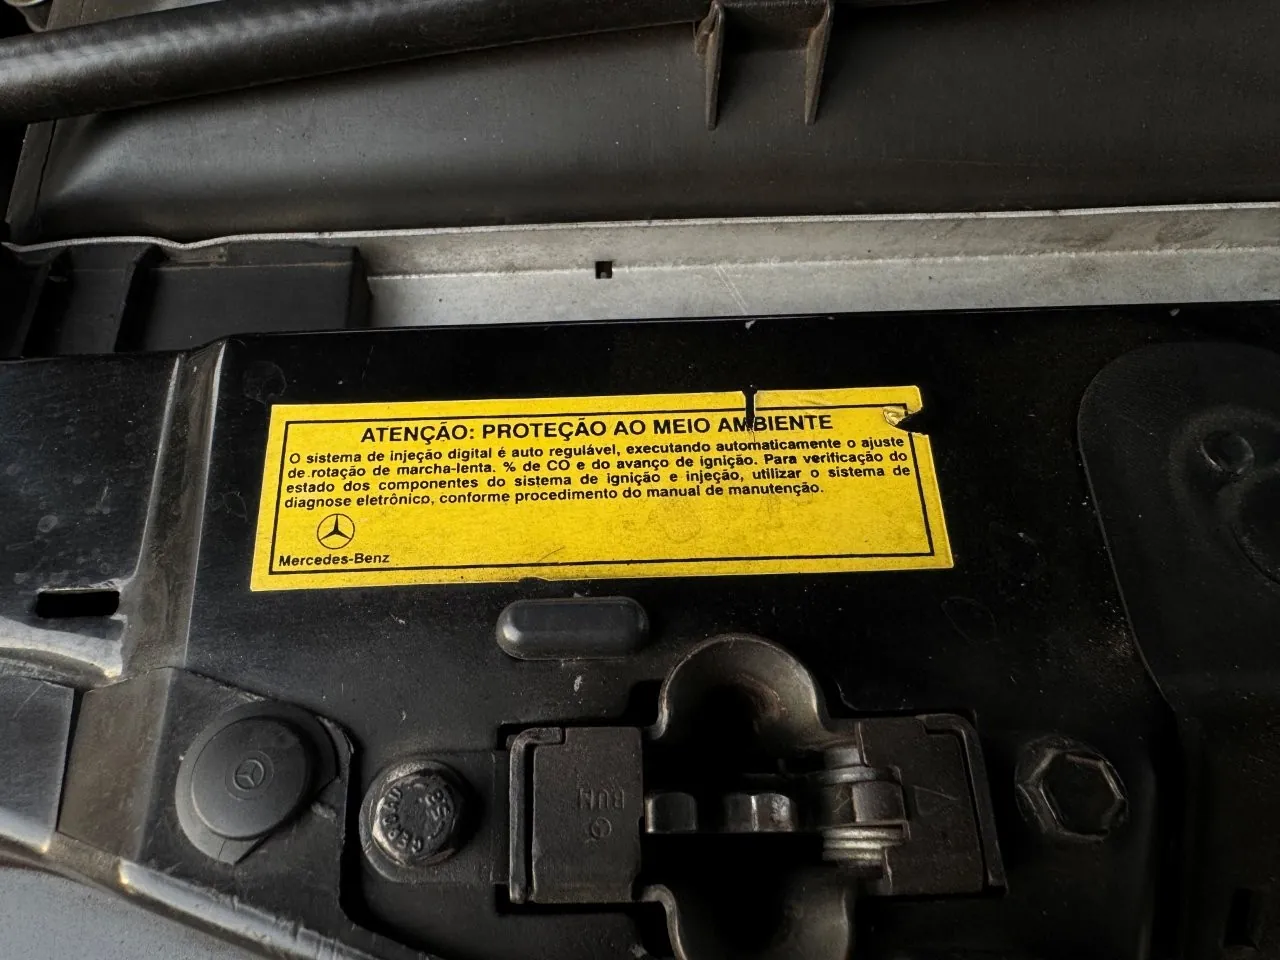 ATENÇÃO: PROTEÇÃO AO MEIO AMBIENTE
O sistema de injeção digital é auto regulável, executando automaticamente o ajuste
de rotação de marcha-lenta. % de CO e do avanço de ignição. Para verificação do
estado dos componentes do sistema de ignição e injeção, utilizar o sistema de
diagnose eletrônico, conforme procedimento do manual de manutenção.
Mercedes-Benz
RUM